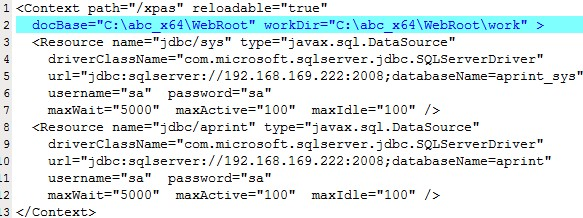 1 <Context path="/xpas" reloadable="true"
2 docBase="C:\abc_x64\WebRoot" workDir="C:\abc_x64\WebRoot\work" >
3 <Resource name="jdbc/sys" type="javax.sql.DataSource"
4 driverClassName="com.microsoft.sqlserver.jdbc.SQLServerDriver"
5 url="jdbc:sqlserver://192.168.169.222:2008;databaseName=aprint_sys"
6 username="sa" password="sa"
7 maxWait="5000" maxActive="100" maxIdle="100" />
8 <Resource name="jdbc/aprint" type="javax.sql.DataSource"
9 driverClassName="com.microsoft.sqlserver.jdbc.SQLServerDriver"
10 url="jdbc:sqlserver://192.168.169.222:2008;databaseName=aprint"
11 username="sa" password="sa"
12 maxWait="5000" maxActive="100" maxIdle="100" />
13 </Context>